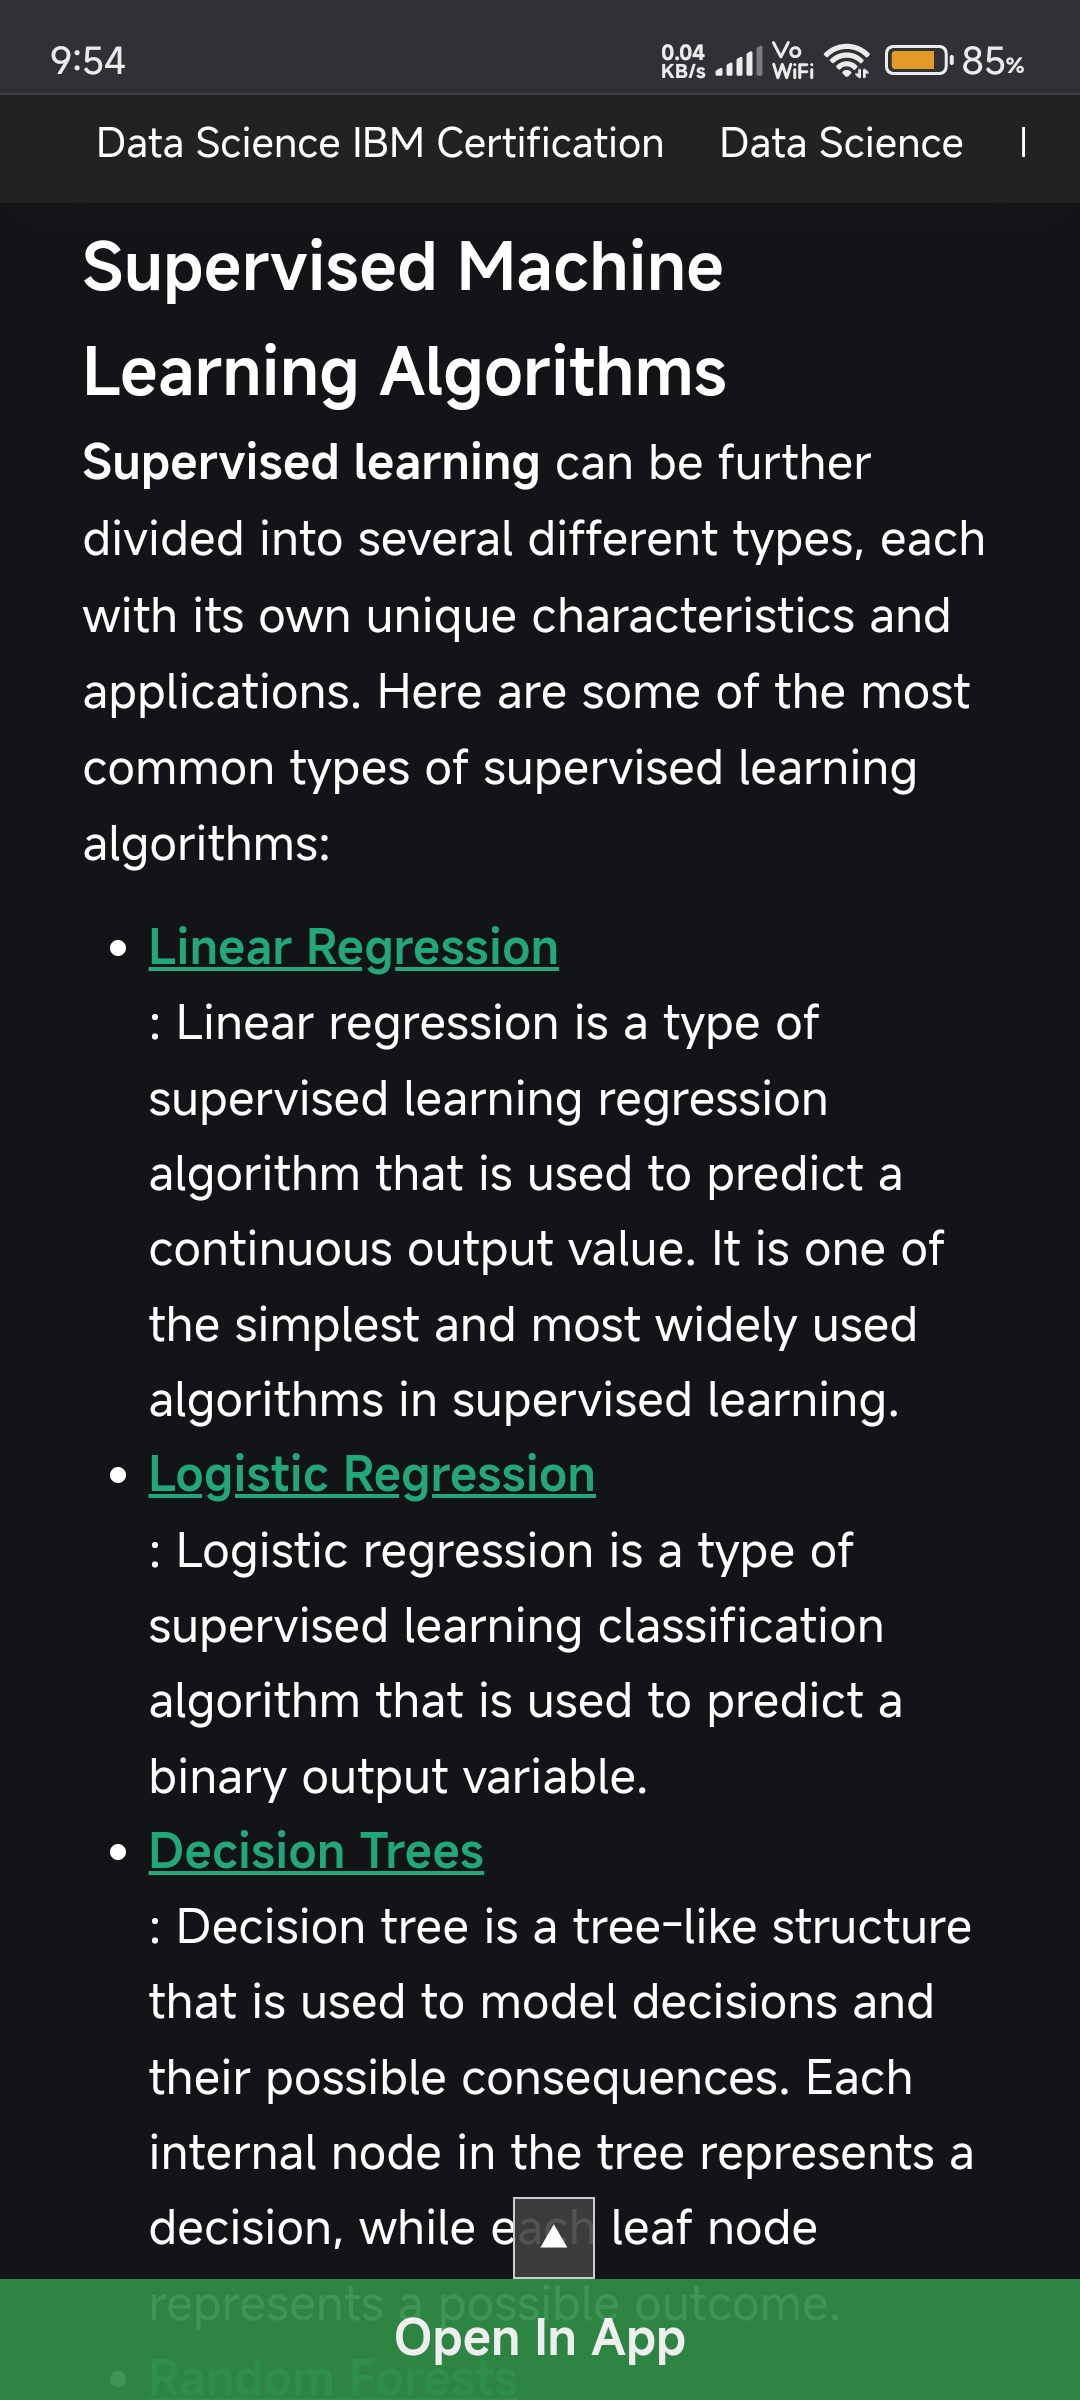 9:54
0.04
KB/s
Vo
WiFi
85%
Data Science IBM Certification Data Science
Supervised Machine
Learning Algorithms
Supervised learning can be further
divided into several different types, each
with its own unique characteristics and
applications. Here are some of the most
common types of supervised learning
algorithms:
Linear Regression
: Linear regression is a type of
supervised learning regression
algorithm that is used to predict a
continuous output value. It is one of
the simplest and most widely used
algorithms in supervised learning.
Logistic Regression
: Logistic regression is a type of
supervised learning classification
algorithm that is used to predict a
binary output variable.
Decision Trees
: Decision tree is a tree-like structure
that is used to model decisions and
their possible consequences. Each
internal node in the tree represents a
decision, while each leaf node
represents a possible outcome.
Open In App
Random Forests